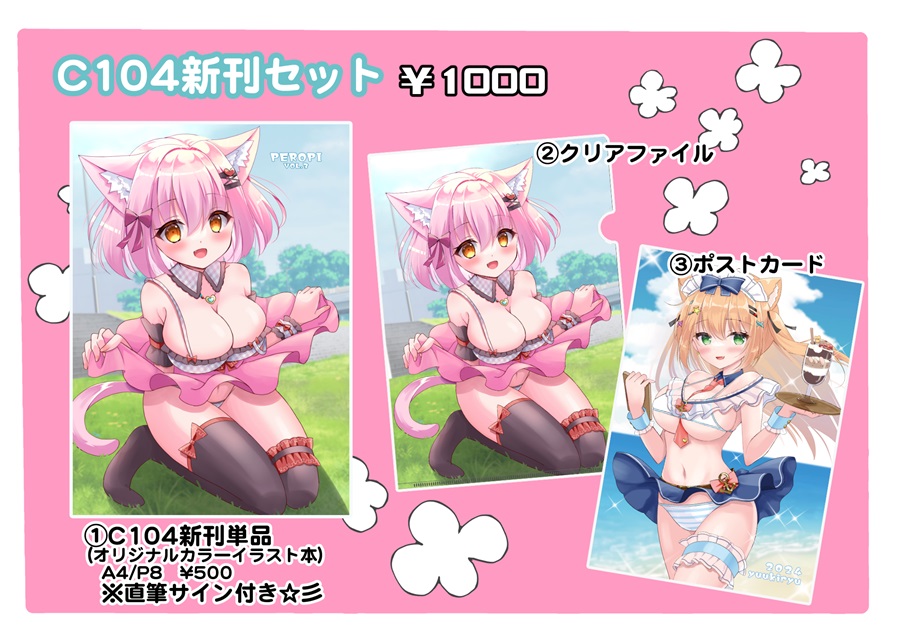 C104新刊セット ￥1000
PEROPI
VOL.2
②クリアファイル
③ポストカード
①C104新刊単品
(オリジナルカラーイラスト本)
A4/P8 ￥500
※直筆サイン付き☆彡
2024
yuukiryu